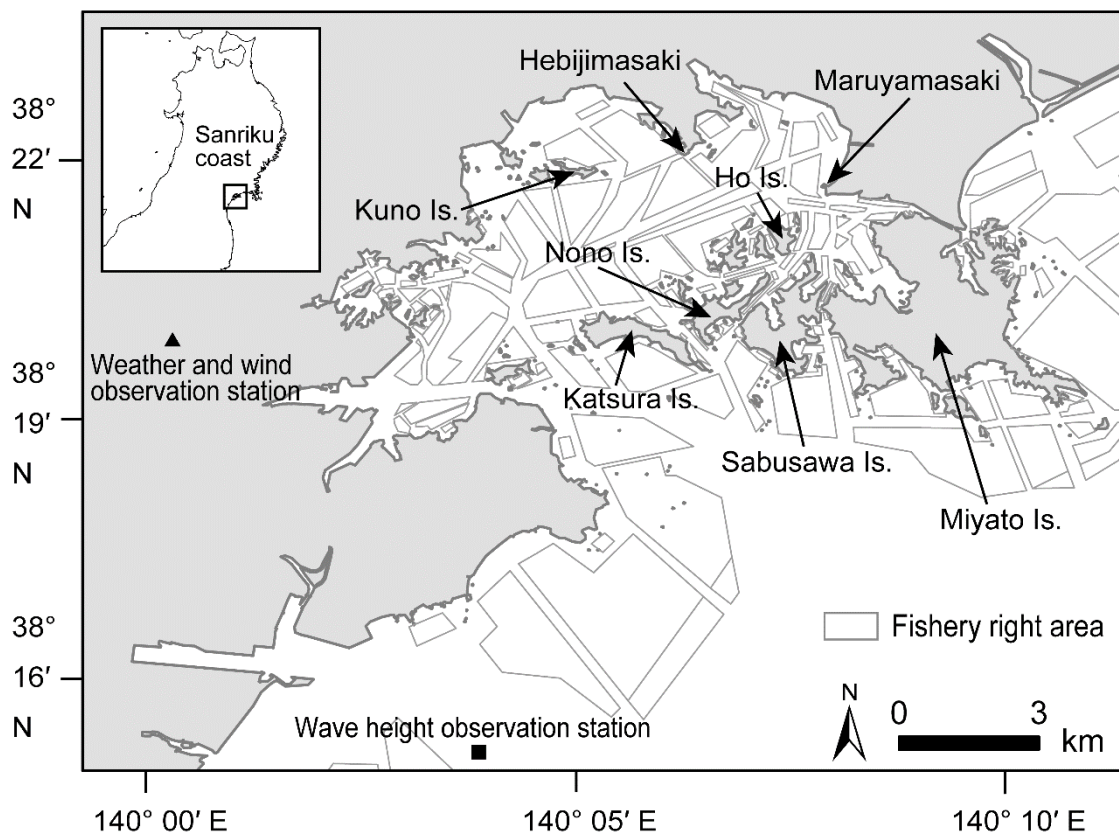 Hebijimasaki
Maruyamasaki
38°
22′
N
Sanriku
coast
Ho Is.
Kuno Is.
Nono Is.
Weather and wind
observation station
38°
19′
N
Katsura Is.
Sabusawa Is.
Miyato Is.
38°
16′
N
Fishery right area
Wave height observation station
N
0 3
km
140° 00′ E
140° 05′ E
140° 10′ E